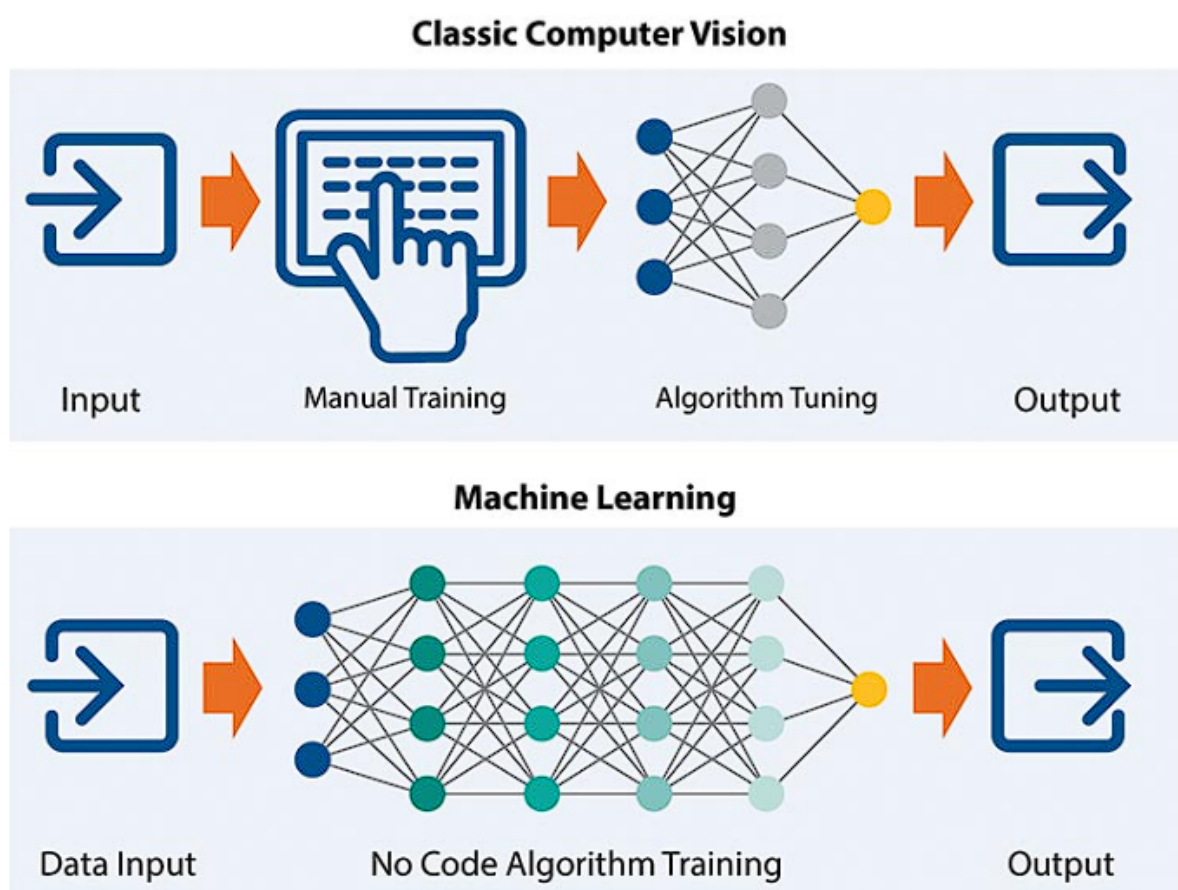 Classic Computer Vision
Input
Manual Training
Algorithm Tuning
Output
Machine Learning
Data Input
No Code Algorithm Training
Output